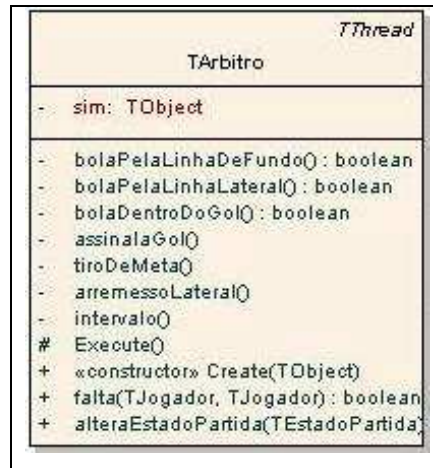 TThread
TArbitro
- sim: TObject
- bolaPelaLinhaDeFundo() : boolean
- bolaPelaLinhaLateral() : boolean
- bolaDentroDoGol() : boolean
- assinalaGol()
- tiroDeMeta()
- arremessoLateral()
- intervalo()
# Execute()
+ «constructor» Create(TObject)
+ falta(TJogador, TJogador) : boolean
+ alteraEstadoPartida(TEstadoPartida)